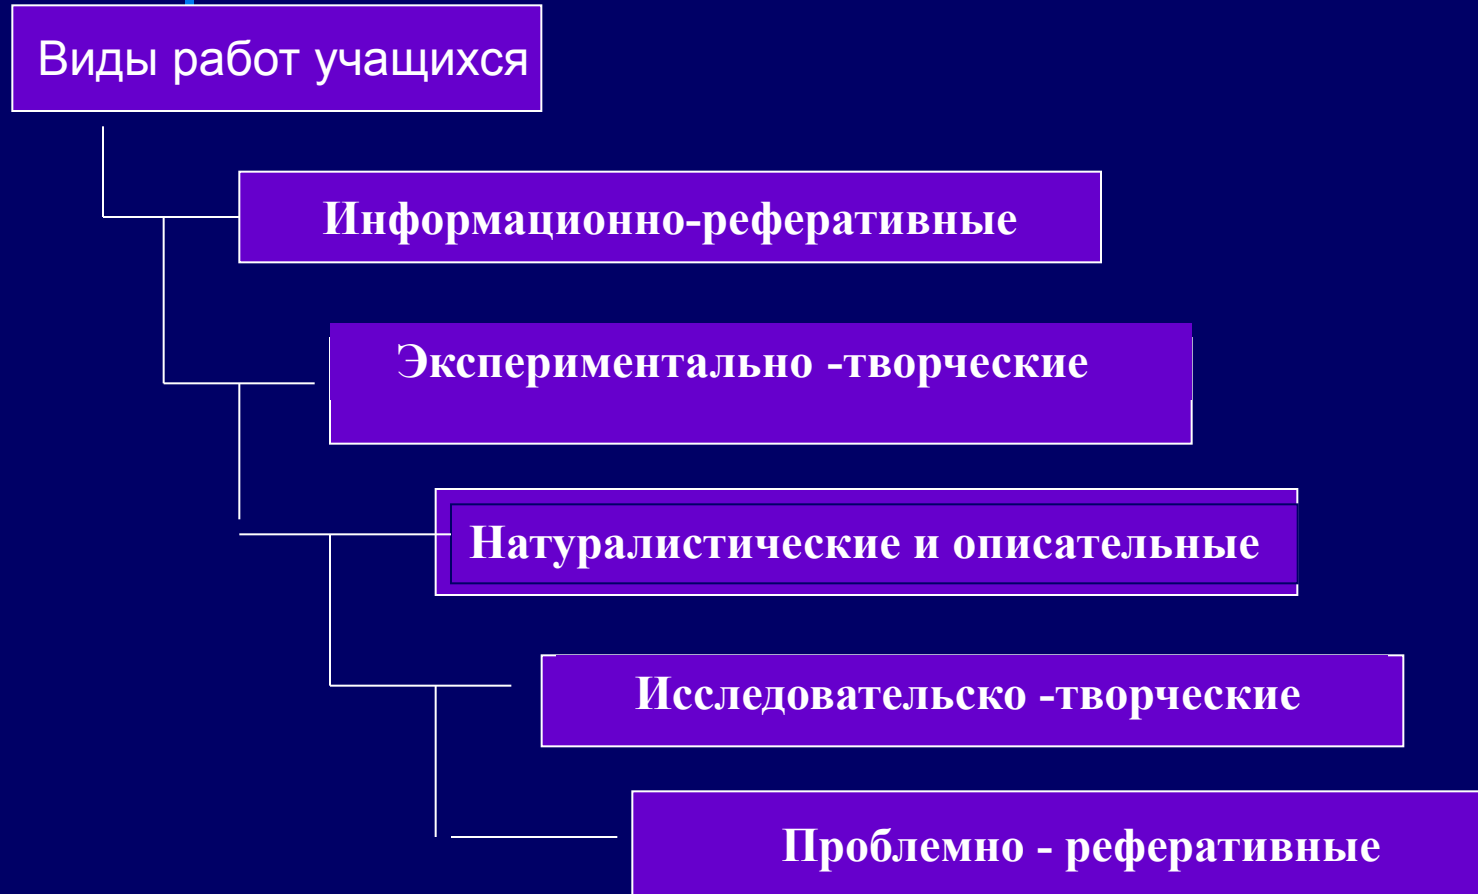 Виды работ учащихся
Информационно-реферативные
Экспериментально -творческие
Натуралистические и описательные
Исследовательско -творческие
Проблемно - реферативные